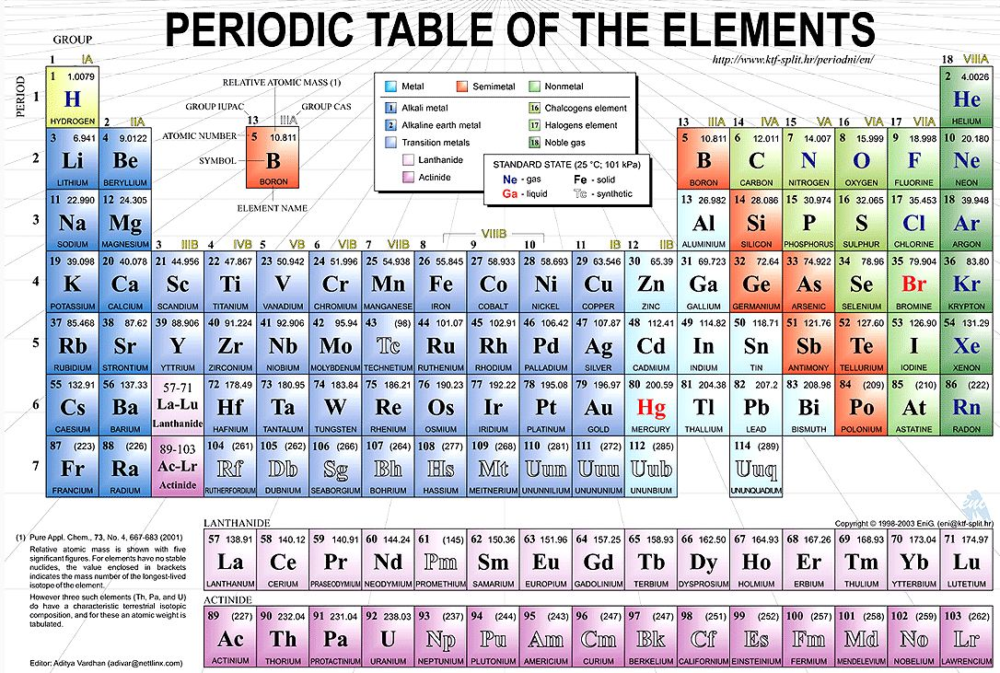 PERIODIC TABLE OF THE ELEMENTS
http://www.ktf-split.hr/periodni/en/
GROUP
PERIOD
1 IA
18 VIIIA
1
1 1.0079
H
HYDROGEN
2 4.0026
He
HELIUM
RELATIVE ATOMIC MASS (1)
GROUP IUPAC
GROUP CAS
13 IIIA
ATOMIC NUMBER
5 10.811
SYMBOL
B
BORON
ELEMENT NAME
Metal
Semimetal
Nonmetal
1 Alkali metal
16 Chalcogens element
2 Alkaline earth metal
17 Halogens element
Transition metals
18 Noble gas
Lanthanide
Actinide
STANDARD STATE (25 °C; 101 kPa)
Ne - gas
Fe - solid
Ga - liquid
Tc - synthetic
2 IIA
13 IIIA 14 IVA 15 VA 16 VIA 17 VIIA
2
3 6.941 4 9.0122 5 10.811 6 12.011 7 14.007 8 15.999 9 18.998 10 20.180
Li Be B C N O F Ne
LITHIUM BERYLLIUM BORON CARBON NITROGEN OXYGEN FLUORINE NEON
3
11 22.990 12 24.305 13 26.982 14 28.086 15 30.974 16 32.065 17 35.453 18 39.948
Na Mg Al Si P S Cl Ar
SODIUM MAGNESIUM ALUMINIUM SILICON PHOSPHORUS SULPHUR CHLORINE ARGON
VIIIB
3 IIIB 4 IVB 5 VB 6 VIB 7 VIIB 8 9 10 11 IB 12 IIB
4
19 39.098 20 40.078 21 44.956 22 47.867 23 50.942 24 51.996 25 54.938 26 55.845 27 58.933 28 58.693 29 63.546 30 65.39 31 69.723 32 72.64 33 74.922 34 78.96 35 79.904 36 83.80
K Ca Sc Ti V Cr Mn Fe Co Ni Cu Zn Ga Ge As Se Br Kr
POTASSIUM CALCIUM SCANDIUM TITANIUM VANADIUM CHROMIUM MANGANESE IRON COBALT NICKEL COPPER ZINC GALLIUM GERMANIUM ARSENIC SELENIUM BROMINE KRYPTON
5
37 85.468 38 87.62 39 88.906 40 91.224 41 92.906 42 95.94 43 (98) 44 101.07 45 102.91 46 106.42 47 107.87 48 112.41 49 114.82 50 118.71 51 121.76 52 127.60 53 126.90 54 131.29
Rb Sr Y Zr Nb Mo Tc Ru Rh Pd Ag Cd In Sn Sb Te I Xe
RUBIDIUM STRONTIUM YTTRIUM ZIRCONIUM NIOBIUM MOLYBDENUM TECHNETIUM RUTHENIUM RHODIUM PALLADIUM SILVER CADMIUM INDIUM TIN ANTIMONY TELLURIUM IODINE XENON
6
55 132.91 56 137.33 57-71 72 178.49 73 180.95 74 183.84 75 186.21 76 190.23 77 192.22 78 195.08 79 196.97 80 200.59 81 204.38 82 207.2 83 208.98 84 (209) 85 (210) 86 (222)
Cs Ba La-Lu Hf Ta W Re Os Ir Pt Au Hg Tl Pb Bi Po At Rn
CAESIUM BARIUM Lanthanide HAFNIUM TANTALUM TUNGSTEN RHENIUM OSMIUM IRIDIUM PLATINUM GOLD MERCURY THALLIUM LEAD BISMUTH POLONIUM ASTATINE RADON
7
87 (223) 88 (226) 89-103 104 (261) 105 (262) 106 (266) 107 (264) 108 (277) 109 (268) 110 (281) 111 (272) 112 (285) 114 (289)
Fr Ra Ac-Lr Rf Db Sg Bh Hs Mt Uun Uuu Uub Uuq
FRANCIUM RADIUM Actinide RUTHERFORDIUM DUBNIUM SEABORGIUM BOHRIUM HASSIUM MEITNERIUM UNUNNILIUM UNUNUNIUM UNUNBIUM UNUNQUADIUM
LANTHANIDE
Copyright © 1998-2003 EniG. (eni@ktf-split.hr)
57 138.91 58 140.12 59 140.91 60 144.24 61 (145) 62 150.36 63 151.96 64 157.25 65 158.93 66 162.50 67 164.93 68 167.26 69 168.93 70 173.04 71 174.97
La Ce Pr Nd Pm Sm Eu Gd Tb Dy Ho Er Tm Yb Lu
LANTHANUM CERIUM PRASEODYMIUM NEODYMIUM PROMETHIUM SAMARIUM EUROPIUM GADOLINIUM TERBIUM DYSPROSIUM HOLMIUM ERBIUM THULIUM YTTERBIUM LUTETIUM
ACTINIDE
89 (227) 90 232.04 91 231.04 92 238.03 93 (237) 94 (244) 95 (243) 96 (247) 97 (247) 98 (251) 99 (252) 100 (257) 101 (258) 102 (259) 103 (262)
Ac Th Pa U Np Pu Am Cm Bk Cf Es Fm Md No Lr
ACTINIUM THORIUM PROTACTINIUM URANIUM NEPTUNIUM PLUTONIUM AMERICIUM CURIUM BERKELIUM CALIFORNIUM EINSTEINIUM FERMIUM MENDELEVIUM NOBELIUM LAWRENCIUM
(1) Pure Appl. Chem., 73, No. 4, 667-683 (2001)
Relative atomic mass is shown with five
significant figures. For elements have no stable
nuclides, the value enclosed in brackets
indicates the mass number of the longest-lived
isotope of the element.
However three such elements (Th, Pa, and U)
do have a characteristic terrestrial isotopic
composition, and for these an atomic weight is
tabulated.
Editor: Aditya Vardhan (adivar@nettlinx.com)